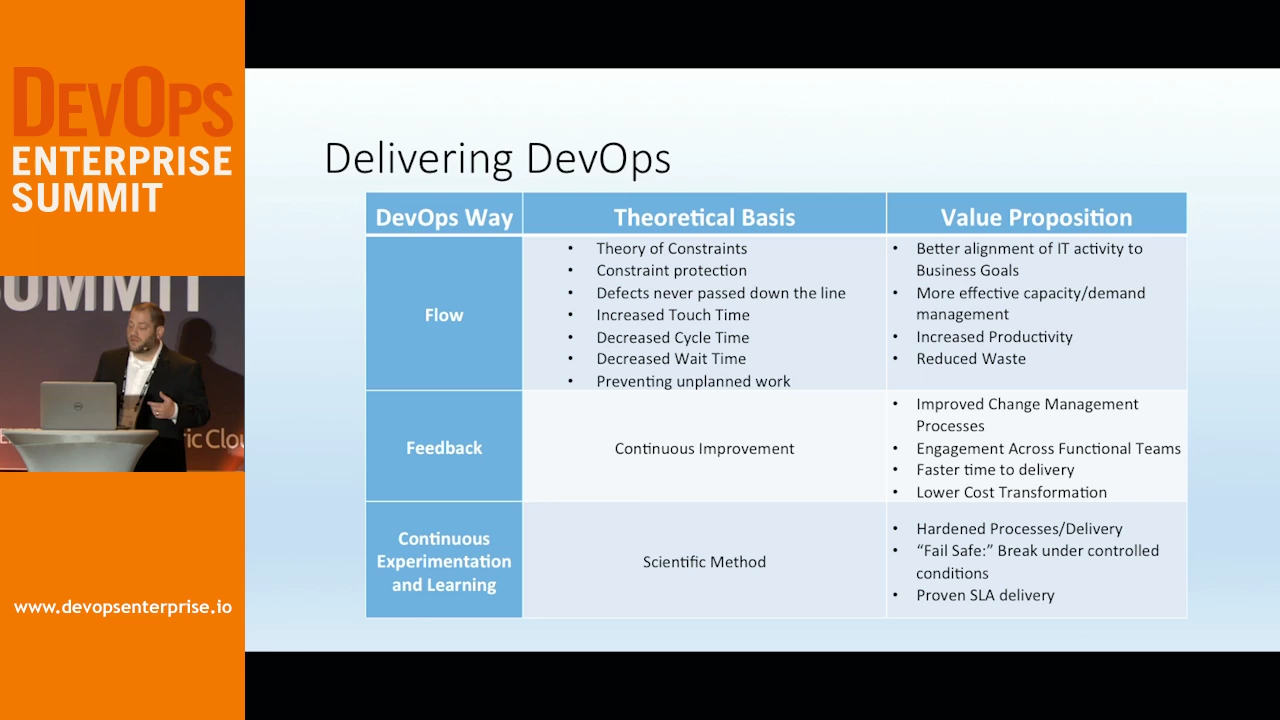 DEVOPS
ENTERPRISE
SUMMIT
SUMMIT
ric Clou
www.devopsenterprise.io
Delivering DevOps
DevOps Way
Theoretical Basis
Value Proposition
Flow
• Theory of Constraints
• Constraint protection
• Defects never passed down the line
• Increased Touch Time
• Decreased Cycle Time
• Decreased Wait Time
• Preventing unplanned work
• Better alignment of IT activity to
Business Goals
• More effective capacity/demand
management
• Increased Productivity
• Reduced Waste
Feedback
Continuous Improvement
• Improved Change Management
Processes
• Engagement Across Functional Teams
• Faster time to delivery
• Lower Cost Transformation
Continuous
Experimentation
and Learning
Scientific Method
• Hardened Processes/Delivery
• “Fail Safe:” Break under controlled
conditions
• Proven SLA delivery